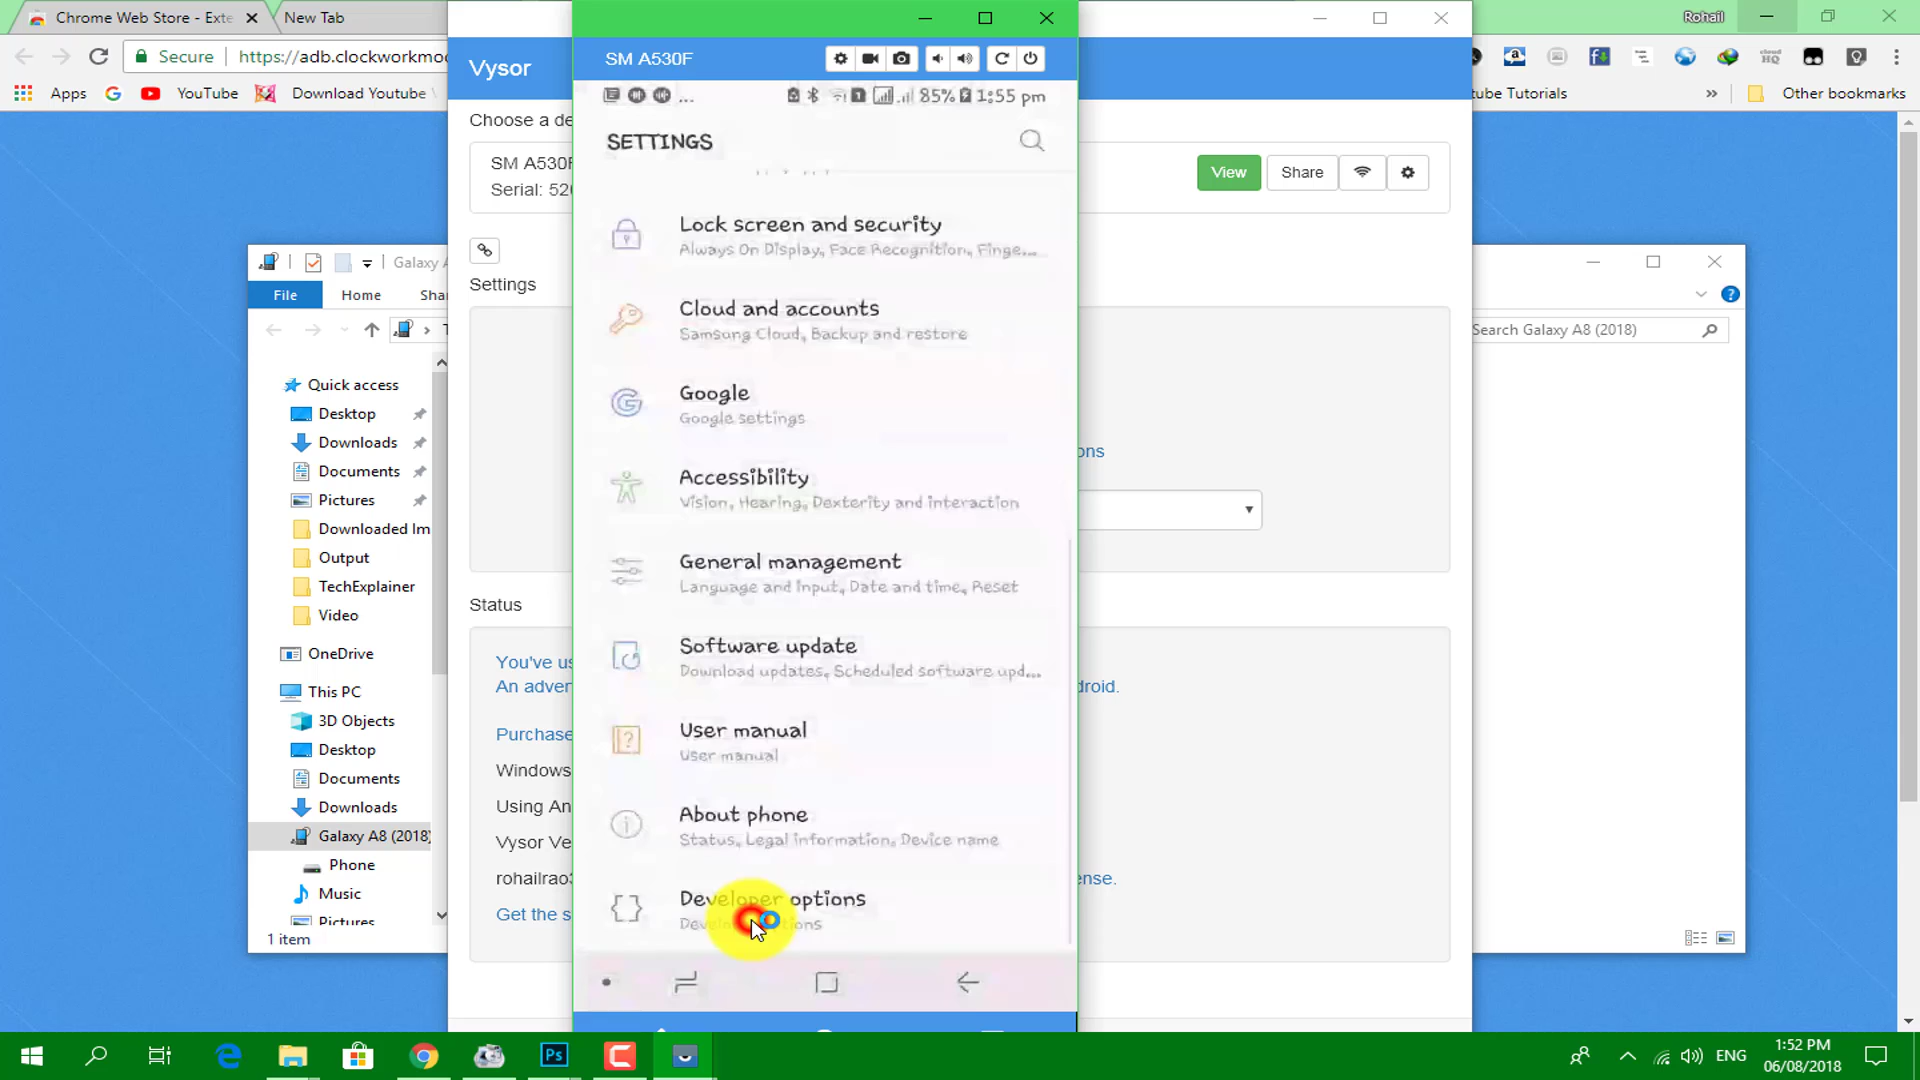 Chrome Web Store - Exte
New Tab
Rohail
Secure
https://adb.clockworkmo
Apps
YouTube
Download Youtube
tube Tutorials
»
Other bookmarks
Vysor
SM A530F
... 85% 1:55 pm
SETTINGS
Choose a de
SM A530F
Serial: 520
View
Share
Settings
Lock screen and security
Always On Display, Face Recognition, Finge...
Cloud and accounts
Samsung Cloud, Backup and restore
Google
Google settings
Accessibility
Vision, Hearing, Dexterity and interaction
General management
Language and input, Date and time, Reset
Software update
Download updates, Scheduled software upd...
User manual
User manual
About phone
Status, Legal information, Device name
Developer options
ons
Status
You've us
An adver
droid.
Purchase
Windows
Using An
Vysor Ve
rohailrao
ense.
Get the s
Galaxy A
File
Home
Shar
Search Galaxy A8 (2018)
Quick access
Desktop
Downloads
Documents
Pictures
Downloaded Im
Output
TechExplainer
Video
OneDrive
This PC
3D Objects
Desktop
Documents
Downloads
Galaxy A8 (2018)
Phone
Music
Pictures
1 item
Ps
ENG
1:52 PM
06/08/2018